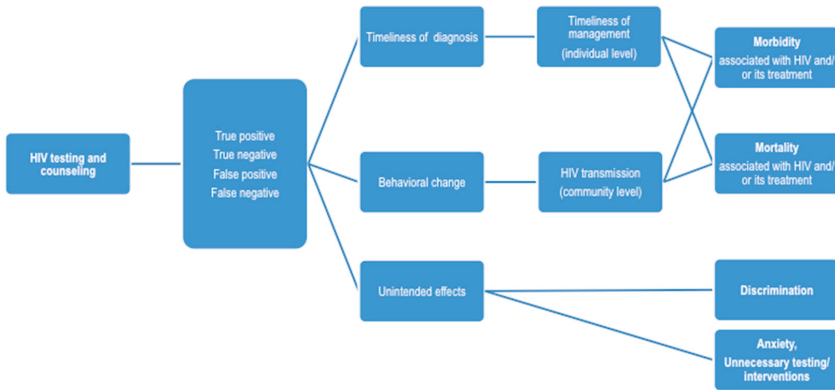 HIV testing and
counseling
True positive
True negative
False positive
False negative
Timeliness of diagnosis
Timeliness of
management
(individual level)
Behavioral change
HIV transmission
(community level)
Unintended effects
Morbidity
associated with HIV and/
or its treatment
Mortality
associated with HIV and/
or its treatment
Discrimination
Anxiety,
Unnecessary testing/
interventions